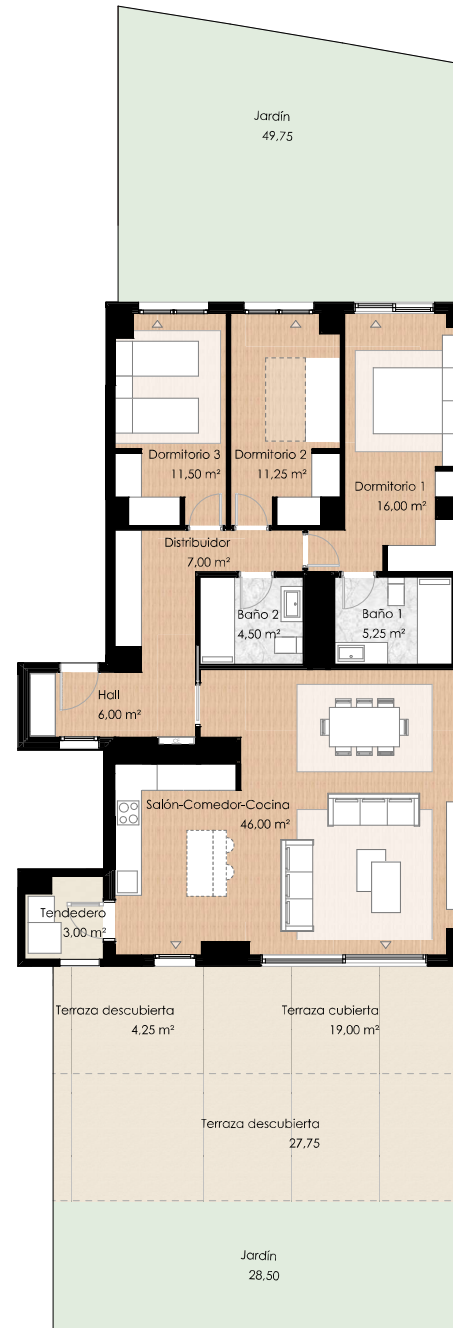 Jardín
49,75
Dormitorio 3
11,50 m²
Dormitorio 2
11,25 m²
Dormitorio 1
16,00 m²
Distribuidor
7,00 m²
Baño 2
4,50 m²
Baño 1
5,25 m²
Hall
6,00 m²
Salón-Comedor-Cocina
46,00 m²
Tendedero
3,00 m²
Terraza descubierta
4,25 m²
Terraza cubierta
19,00 m²
Terraza descubierta
27,75
Jardín
28,50